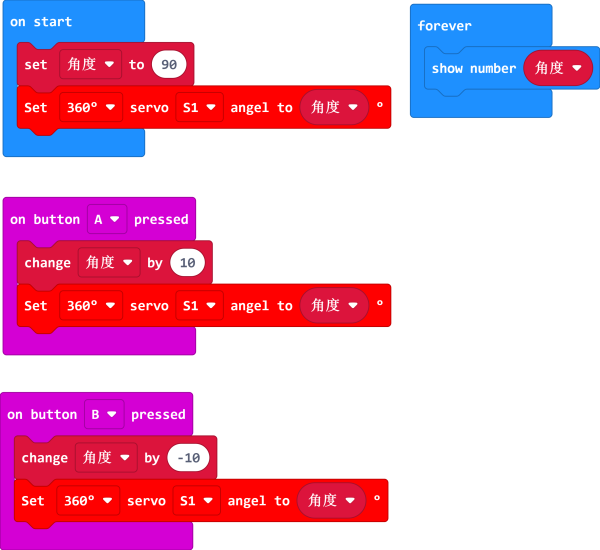 on start
set 角度 to 90
Set 360° servo S1 angel to 角度 °
forever
show number 角度
on button A pressed
change 角度 by 10
Set 360° servo S1 angel to 角度 °
on button B pressed
change 角度 by -10
Set 360° servo S1 angel to 角度 °